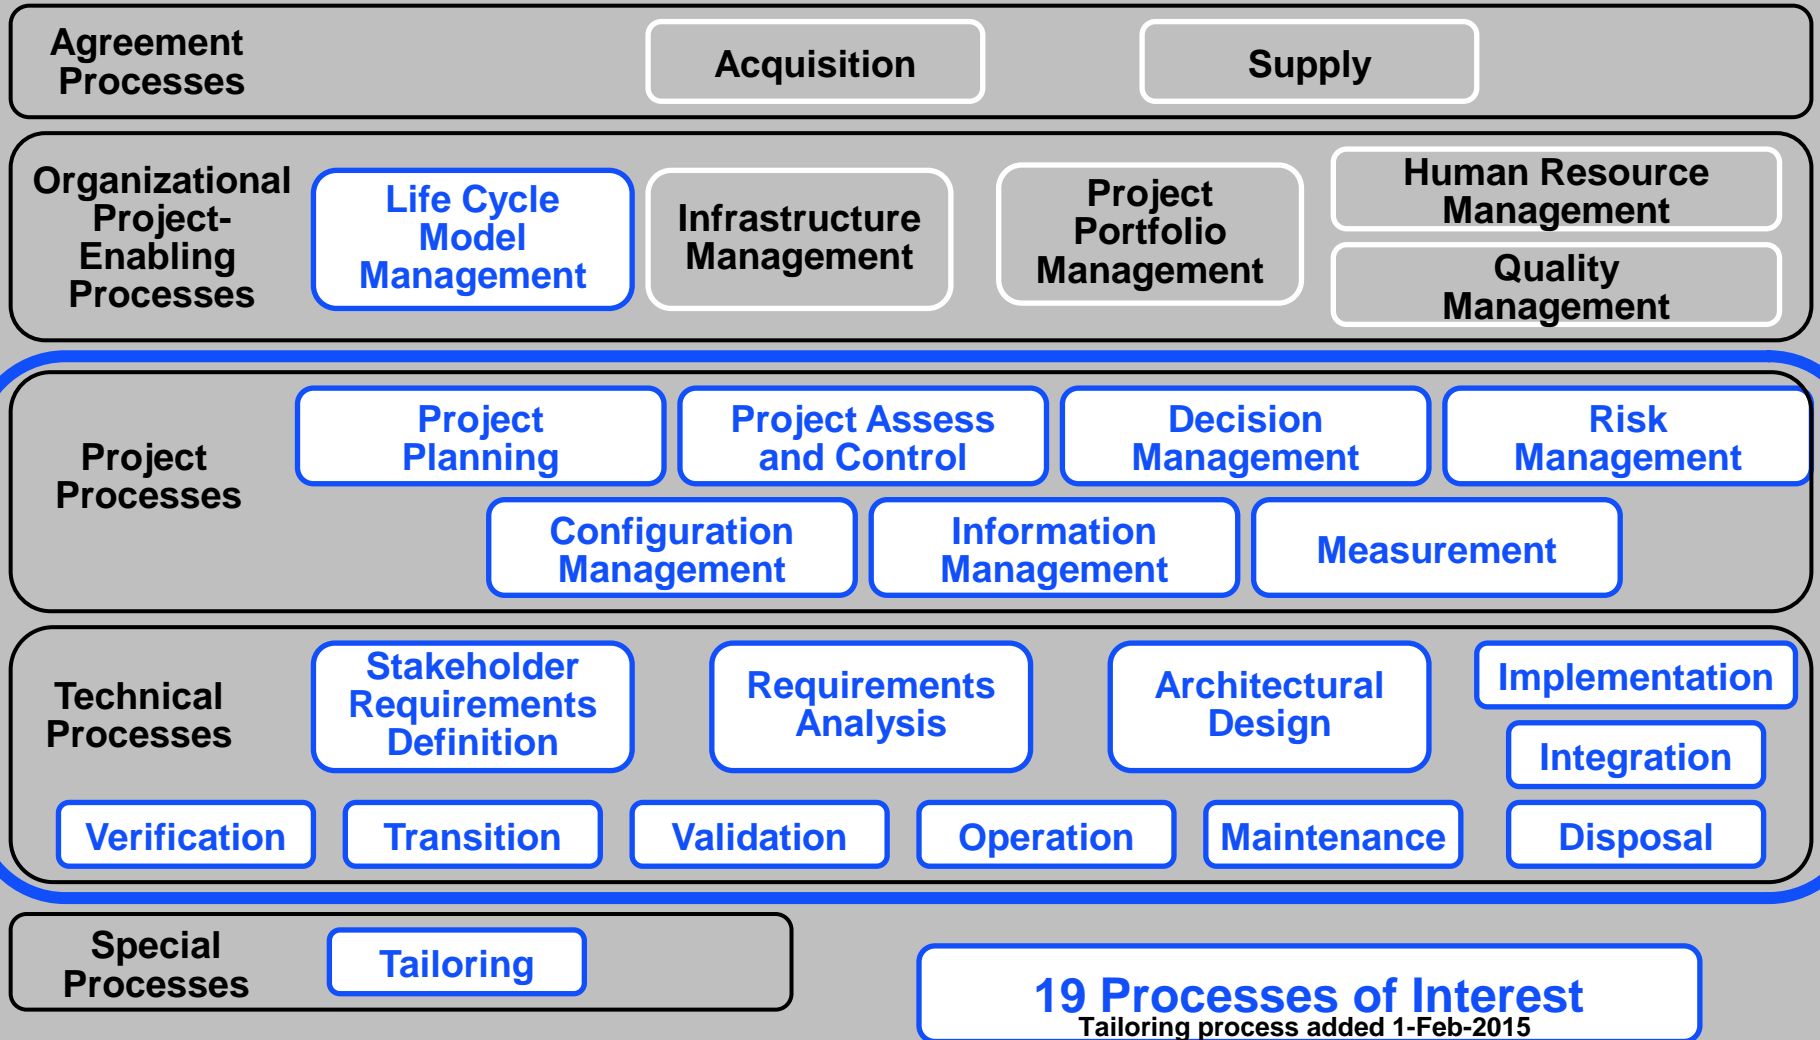 Agreement
Processes
Acquisition
Supply
Organizational
Project-
Enabling
Processes
Life Cycle
Model
Management
Infrastructure
Management
Project
Portfolio
Management
Human Resource
Management
Quality
Management
Project
Processes
Project
Planning
Project Assess
and Control
Decision
Management
Risk
Management
Configuration
Management
Information
Management
Measurement
Technical
Processes
Stakeholder
Requirements
Definition
Requirements
Analysis
Architectural
Design
Implementation
Integration
Verification
Transition
Validation
Operation
Maintenance
Disposal
Special
Processes
Tailoring
19 Processes of Interest
Tailoring process added 1-Feb-2015